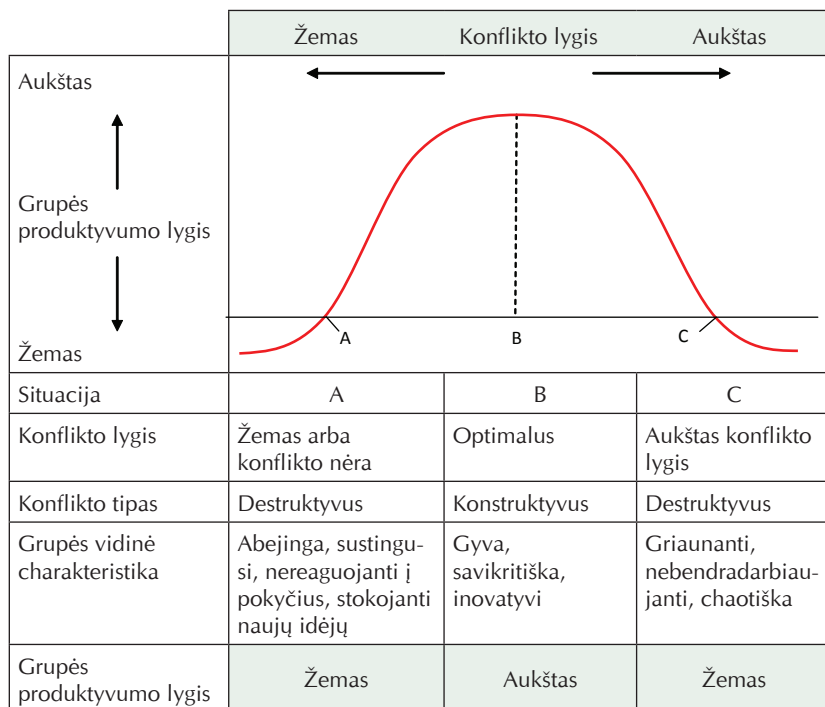 Žemas Konflikto lygis Aukštas
Aukštas
Grupės
produktyvumo lygis
Žemas
A B C
Situacija A B C
Konflikto lygis
Žemas arba
konflikto nėra
Optimalus
Aukštas konflikto
lygis
Konflikto tipas Destruktyvus Konstruktyvus Destruktyvus
Grupės vidinė
charakteristika
Abejinga, sustingu-
si, nereaguojanti į
pokyčius, stokojanti
naujų idėjų
Gyva,
savikritiška,
inovatyvi
Griaunanti,
nebendradarbiau-
janti, chaotiška
Grupės
produktyvumo lygis
Žemas Aukštas Žemas